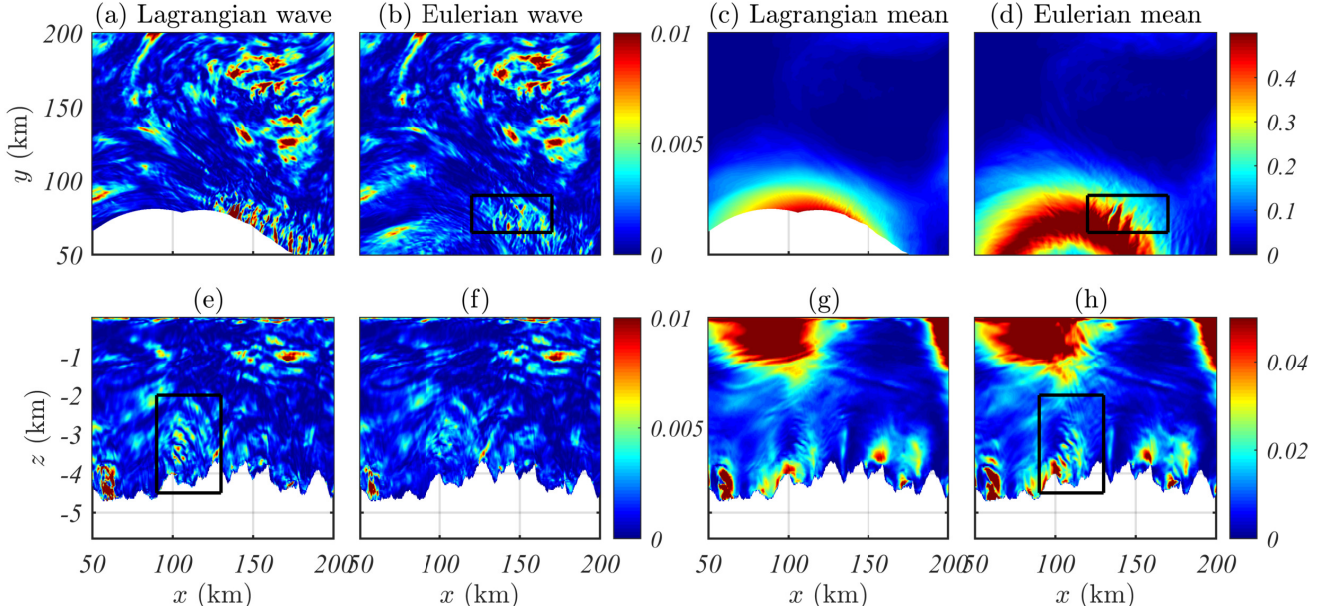 (a) Lagrangian wave
(b) Eulerian wave
(c) Lagrangian mean
(d) Eulerian mean
200
150
100
50
y (km)
0.01
0.005
0
0.4
0.3
0.2
0.1
0
(e)
(f)
(g)
(h)
-1
-2
-3
-4
-5
z (km)
0.01
0.005
0
0.04
0.02
0
50 100 150 200
50 100 150 200
50 100 150 200
50 100 150 200
x (km)
x (km)
x (km)
x (km)